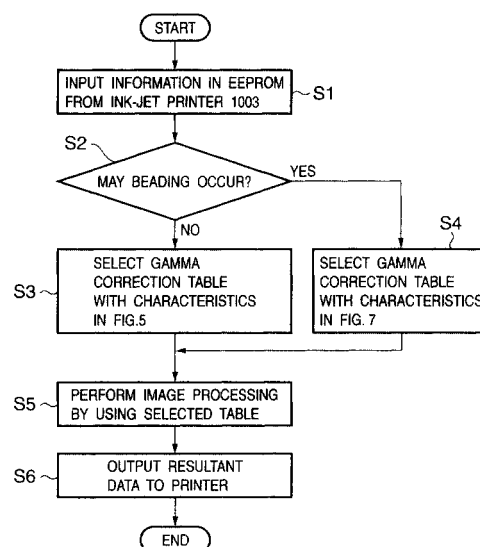 START
INPUT INFORMATION IN EEPROM
FROM INK-JET PRINTER 1003
S1
S2
MAY BEADING OCCUR?
YES
NO
S4
S3
SELECT GAMMA
CORRECTION TABLE
WITH CHARACTERISTICS
IN FIG.5
SELECT GAMMA
CORRECTION TABLE
WITH CHARACTERISTICS
IN FIG. 7
S5
PERFORM IMAGE PROCESSING
BY USING SELECTED TABLE
S6
OUTPUT RESULTANT
DATA TO PRINTER
END